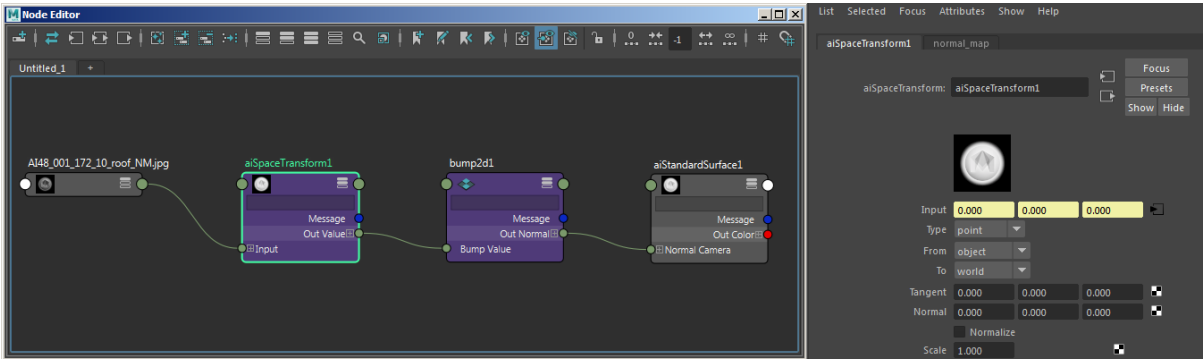 Node Editor
-1
Untitled_1 +
AI48_001_172_10_roof_NM.jpg
aiSpaceTransform1
Message
Out Value
Input
bump2d1
Message
Out Normal
Bump Value
aiStandardSurface1
Message
Out Color
Normal Camera
List Selected Focus Attributes Show Help
aiSpaceTransform1 normal_map
aiSpaceTransform: aiSpaceTransform1
Focus
Presets
Show Hide
Input 0.000 0.000 0.000
Type point
From object
To world
Tangent 0.000 0.000 0.000
Normal 0.000 0.000 0.000
Normalize
Scale 1.000